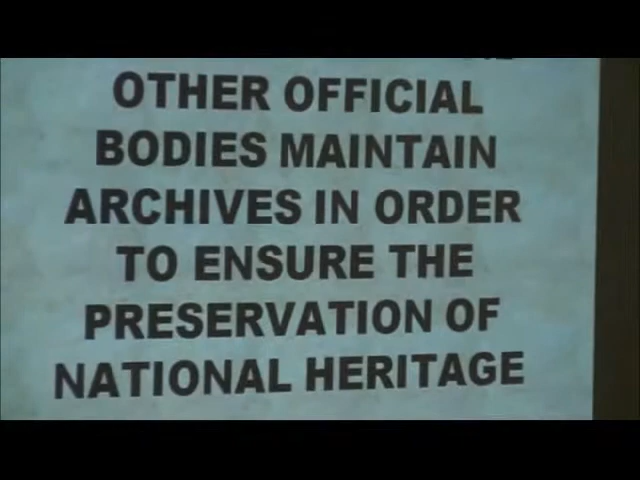 OTHER OFFICIAL
BODIES MAINTAIN
ARCHIVES IN ORDER
TO ENSURE THE
PRESERVATION OF
NATIONAL HERITAGE